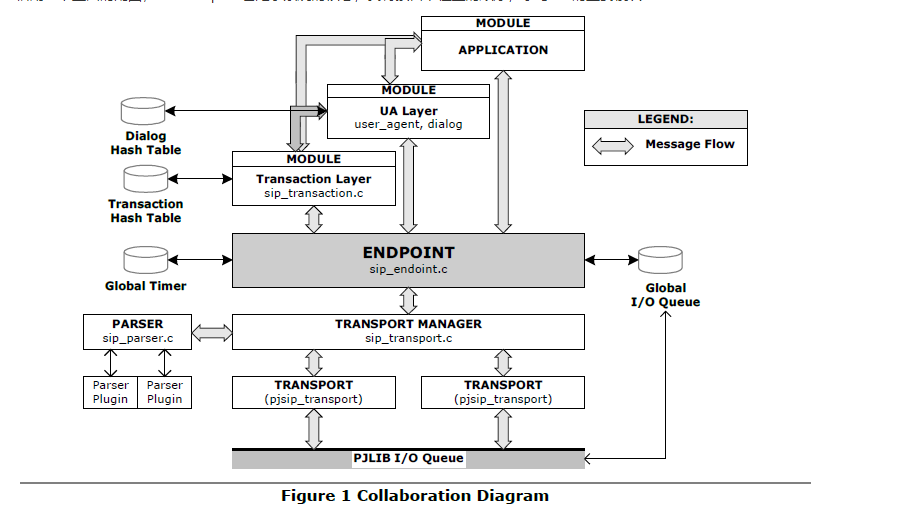 MODULE
APPLICATION
MODULE
UA Layer
user_agent, dialog
LEGEND:
Message Flow
Dialog
Hash Table
MODULE
Transaction Layer
sip_transaction.c
Transaction
Hash Table
ENDPOINT
sip_endoint.c
Global Timer
Global
I/O Queue
PARSER
sip_parser.c
TRANSPORT MANAGER
sip_transport.c
Parser
Plugin
Parser
Plugin
TRANSPORT
(pjsip_transport)
TRANSPORT
(pjsip_transport)
PJLIB I/O Queue
Figure 1 Collaboration Diagram